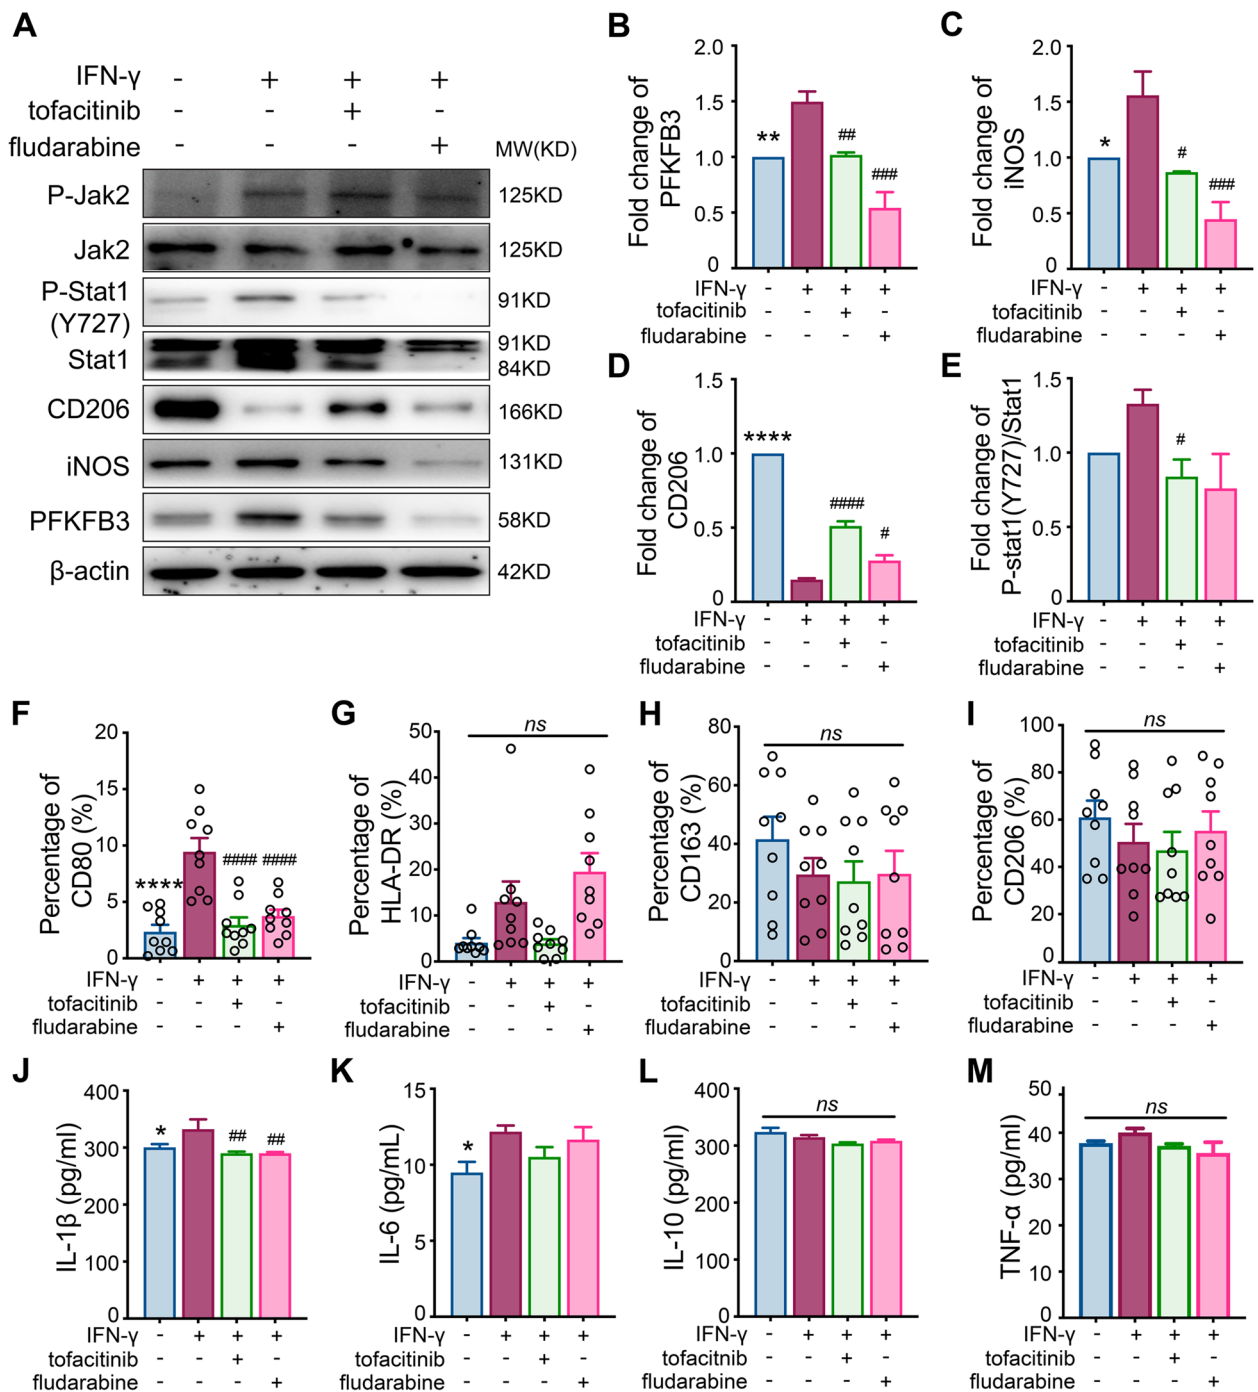 A
IFN-γ - + + +
tofacitinib - - + -
fludarabine - - - + MW(KD)
P-Jak2 125KD
Jak2 125KD
P-Stat1
(Y727) 91KD
Stat1 91KD
84KD
CD206 166KD
iNOS 131KD
PFKFB3 58KD
β-actin 42KD
B
Fold change of
PFKFB3
2.0
1.5
1.0
0.5
0
** ## ###
IFN-γ - + + +
tofacitinib - - + -
fludarabine - - - +
C
Fold change of
iNOS
2.0
1.5
1.0
0.5
0
* # ###
IFN-γ - + + +
tofacitinib - - + -
fludarabine - - - +
D
Fold change of
CD206
1.5
1.0
0.5
0
**** #### #
IFN-γ - + + +
tofacitinib - - + -
fludarabine - - - +
E
Fold change of
P-stat1(Y727)/Stat1
1.5
1.0
0.5
0
#
IFN-γ - + + +
tofacitinib - - + -
fludarabine - - - +
F
Percentage of
CD80 (%)
20
15
10
5
0
**** #### ####
IFN-γ - + + +
tofacitinib - - + -
fludarabine - - - +
G
Percentage of
HLA-DR (%)
50
40
30
20
10
0
ns
IFN-γ - + + +
tofacitinib - - + -
fludarabine - - - +
H
Percentage of
CD163 (%)
80
60
40
20
0
ns
IFN-γ - + + +
tofacitinib - - + -
fludarabine - - - +
I
Percentage of
CD206 (%)
100
80
60
40
20
0
ns
IFN-γ - + + +
tofacitinib - - + -
fludarabine - - - +
J
IL-1β (pg/ml)
400
300
200
100
0
* ## ##
IFN-γ - + + +
tofacitinib - - + -
fludarabine - - - +
K
IL-6 (pg/mL)
15
10
5
0
*
IFN-γ - + + +
tofacitinib - - + -
fludarabine - - - +
L
IL-10 (pg/ml)
400
300
200
100
0
ns
IFN-γ - + + +
tofacitinib - - + -
fludarabine - - - +
M
TNF-α (pg/ml)
50
40
30
20
10
0
ns
IFN-γ - + + +
tofacitinib - - + -
fludarabine - - - +